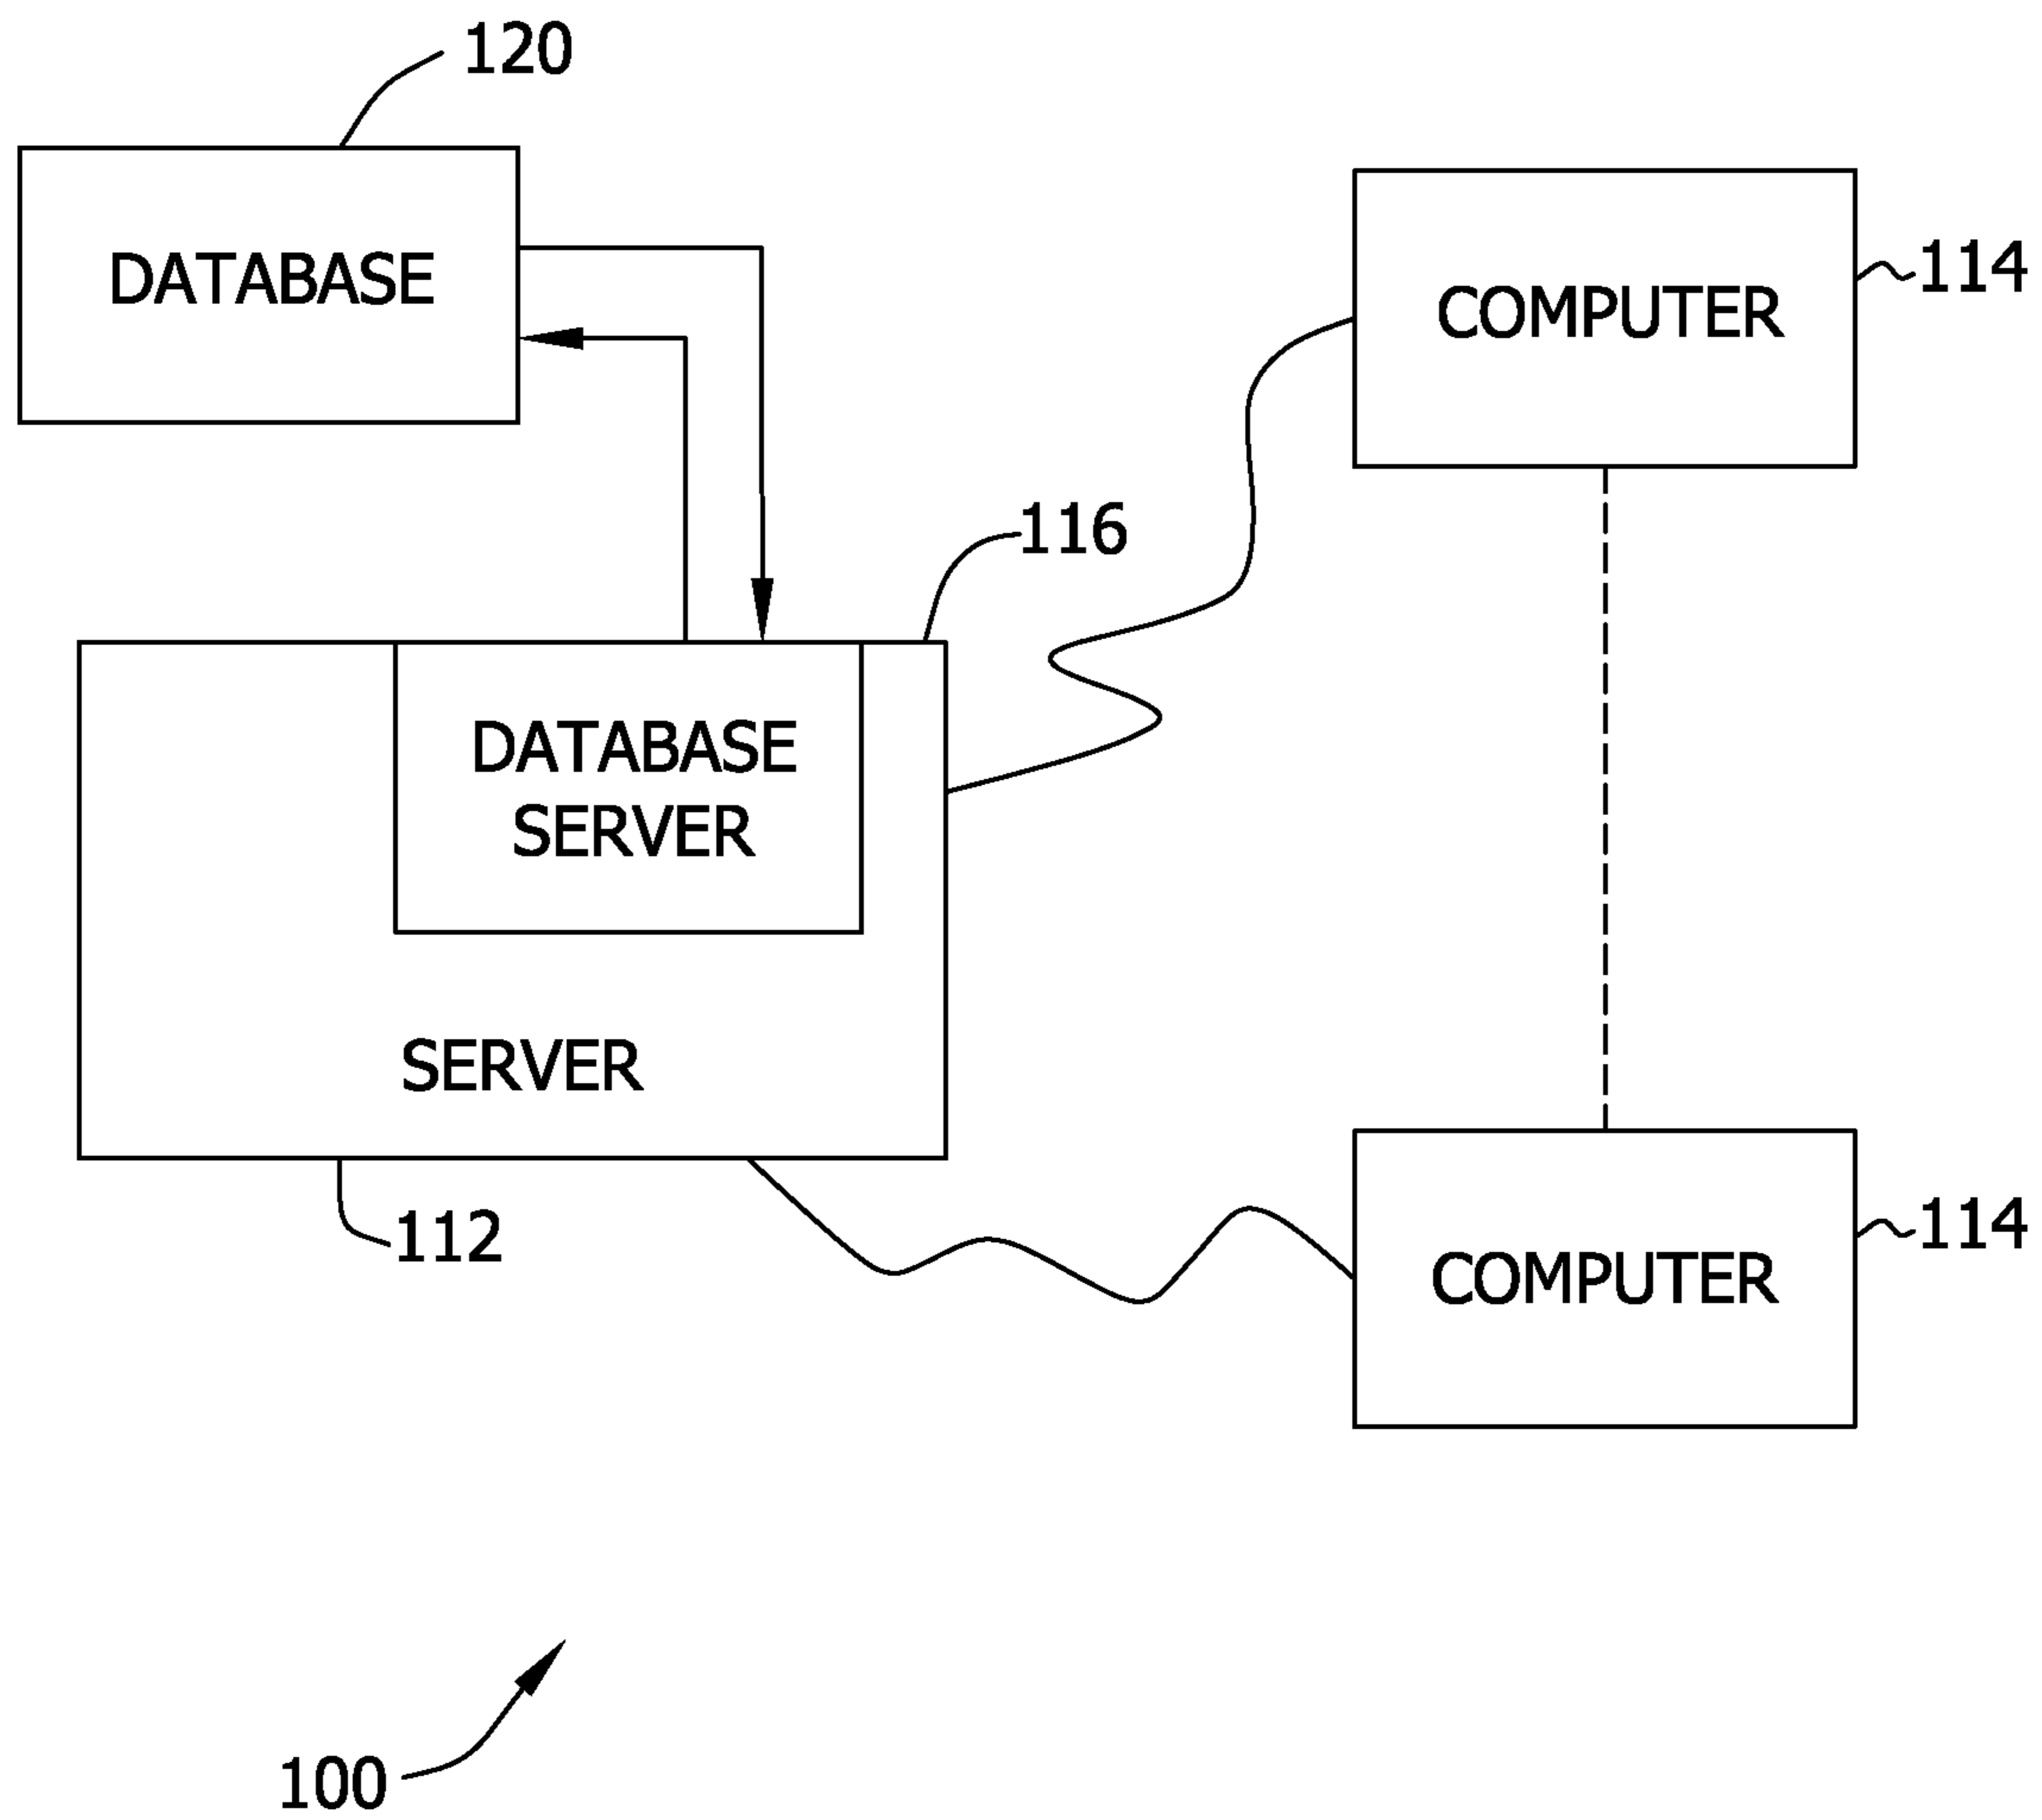 120
DATABASE
COMPUTER
114
116
DATABASE
SERVER
SERVER
112
COMPUTER
114
100